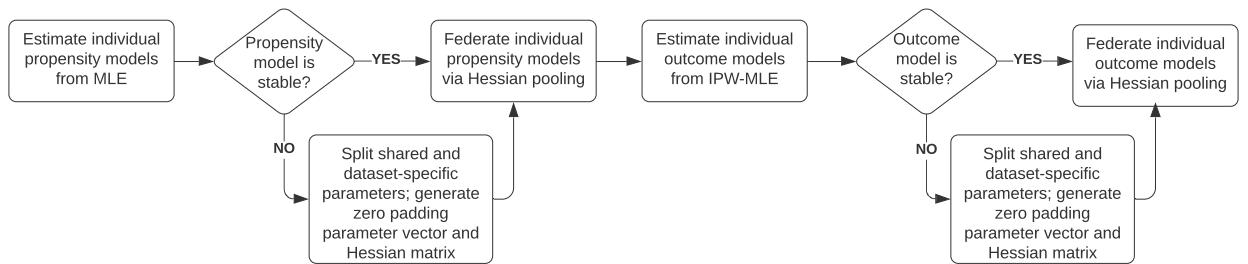 Estimate individual
propensity models
from MLE
Propensity
model is
stable?
YES
Federate individual
propensity models
via Hessian pooling
NO
Split shared and
dataset-specific
parameters; generate
zero padding
parameter vector and
Hessian matrix
Estimate individual
outcome models
from IPW-MLE
Outcome
model is
stable?
YES
Federate individual
outcome models
via Hessian pooling
NO
Split shared and
dataset-specific
parameters; generate
zero padding
parameter vector and
Hessian matrix